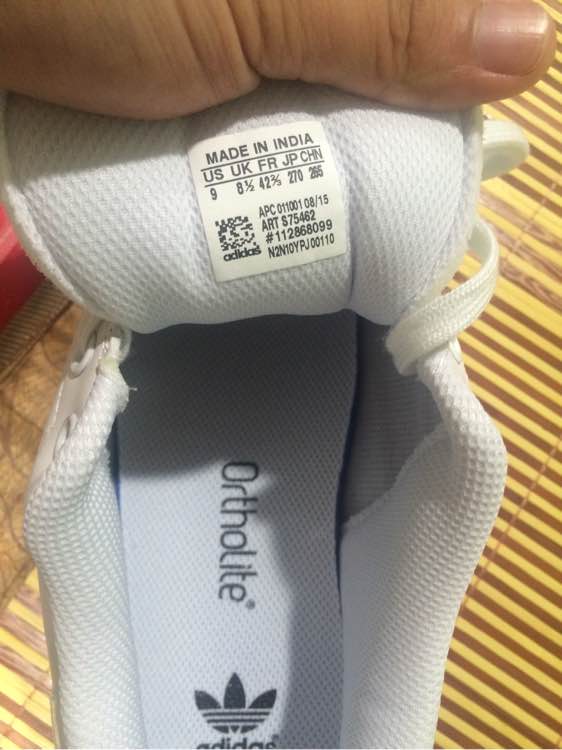 MADE IN INDIA
US UK FR JP CHN
9 8½ 42⅔ 270 265
APC 011001 08/15
ART S75462
#112868099
N2N10YPJ00110
adidas
OrthoLite®
adidas